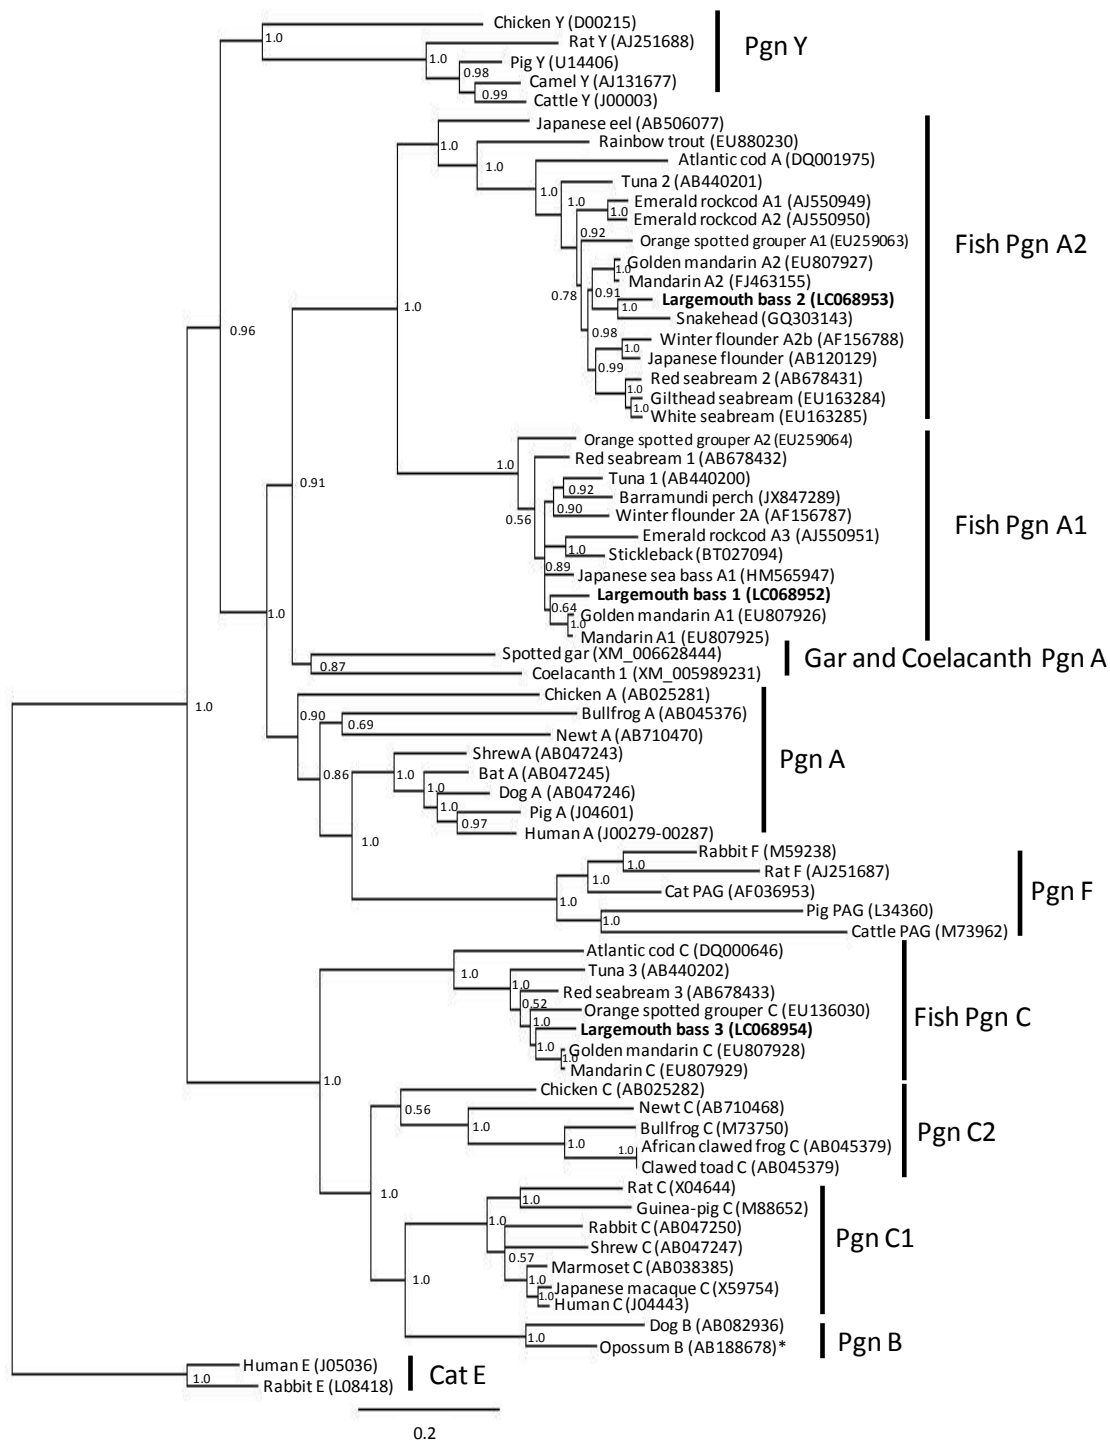 Chicken Y (D00215)
1.0
Rat Y (AJ251688)
Pgn Y
1.0
Pig Y (U14406)
0.98
Camel Y (AJ131677)
0.99
Cattle Y (J00003)
Japanese eel (AB506077)
1.0
Rainbow trout (EU880230)
1.0
Atlantic cod A (DQ001975)
1.0
Tuna 2 (AB440201)
1.0
Emerald rockcod A1 (AJ550949)
1.0
Emerald rockcod A2 (AJ550950)
0.92
Orange spotted grouper A1 (EU259063)
Fish Pgn A2
Golden mandarin A2 (EU807927)
1.0
Mandarin A2 (FJ463155)
0.78
0.91
Largemouth bass 2 (LC068953)
1.0
Snakehead (GQ303143)
1.0
0.96
0.98
Winter flounder A2b (AF156788)
1.0
Japanese flounder (AB120129)
0.99
Red seabream 2 (AB678431)
1.0
Gilthead seabream (EU163284)
1.0
White seabream (EU163285)
Orange spotted grouper A2 (EU259064)
1.0
Red seabream 1 (AB678432)
0.91
Tuna 1 (AB440200)
0.92
Barramundi perch (JX847289)
0.90
Winter flounder 2A (AF156787)
0.56
Fish Pgn A1
Emerald rockcod A3 (AJ550951)
1.0
Stickleback (BT027094)
0.89
Japanese sea bass A1 (HM565947)
Largemouth bass 1 (LC068952)
0.64
1.0
Golden mandarin A1 (EU807926)
1.0
Mandarin A1 (EU807925)
Spotted gar (XM_006628444)
Gar and Coelacanth Pgn A
0.87
Coelacanth 1 (XM_005989231)
Chicken A (AB025281)
1.0
0.90
Bullfrog A (AB045376)
0.69
Newt A (AB710470)
Shrew A (AB047243)
Pgn A
0.86
1.0
Bat A (AB047245)
1.0
Dog A (AB047246)
1.0
Pig A (J04601)
0.97
1.0
Human A (J00279-00287)
Rabbit F (M59238)
1.0
Rat F (AJ251687)
1.0
Cat PAG (AF036953)
Pgn F
1.0
Pig PAG (L34360)
1.0
Cattle PAG (M73962)
Atlantic cod C (DQ000646)
1.0
Tuna 3 (AB440202)
1.0
Red seabream 3 (AB678433)
0.52
Orange spotted grouper C (EU136030)
Fish Pgn C
1.0
Largemouth bass 3 (LC068954)
1.0
Golden mandarin C (EU807928)
1.0
Mandarin C (EU807929)
1.0
Chicken C (AB025282)
0.56
Newt C (AB710468)
1.0
Bullfrog C (M73750)
Pgn C2
1.0
1.0
African clawed frog C (AB045379)
Clawed toad C (AB045379)
1.0
Rat C (X04644)
1.0
Guinea-pig C (M88652)
1.0
Rabbit C (AB047250)
Pgn C1
Shrew C (AB047247)
0.57
Marmoset C (AB038385)
1.0
1.0
Japanese macaque C (X59754)
1.0
Human C (J04443)
Dog B (AB082936)
1.0
Opossum B (AB188678)*
Pgn B
Human E (J05036)
1.0
Rabbit E (L08418)
Cat E
0.2